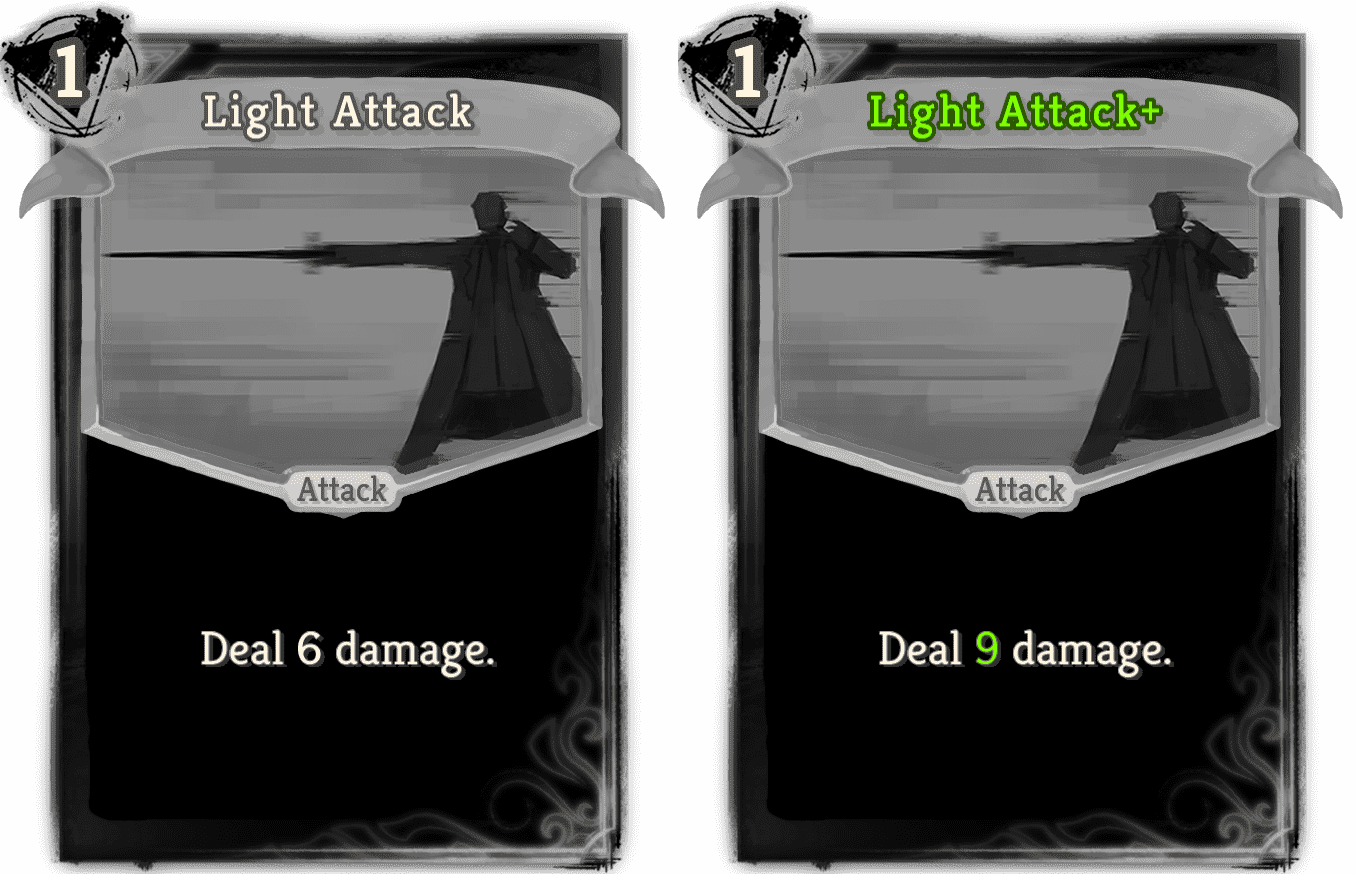 1
Light Attack
Attack
Deal 6 damage.
1
Light Attack+
Attack
Deal 9 damage.